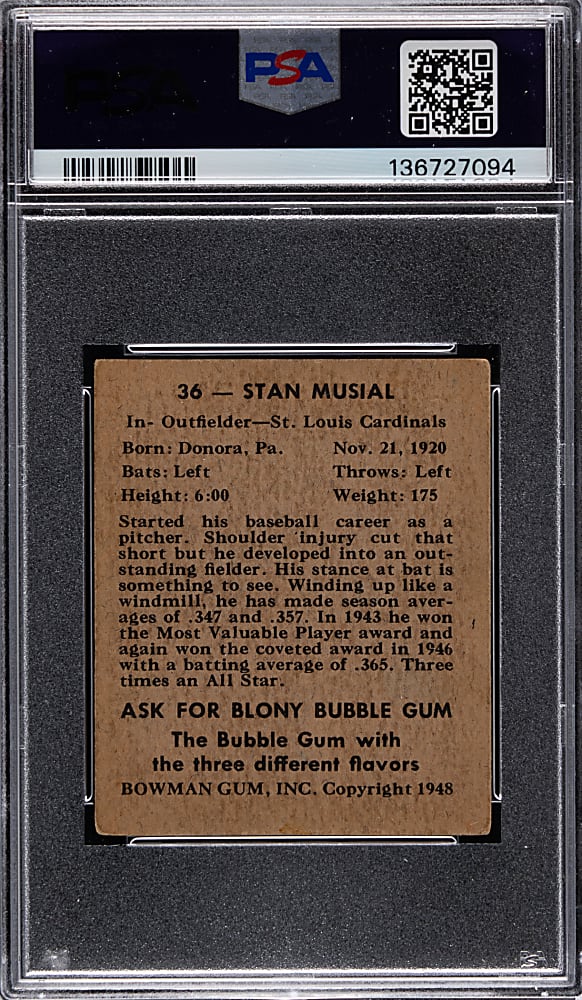 PSA
PSA
136727094
36 — STAN MUSIAL
In- Outfielder—St. Louis Cardinals
Born: Donora, Pa. Nov. 21, 1920
Bats: Left Throws: Left
Height: 6:00 Weight: 175
Started his baseball career as a
pitcher. Shoulder injury cut that
short but he developed into an out-
standing fielder. His stance at bat is
something to see. Winding up like a
windmill, he has made season aver-
ages of .347 and .357. In 1943 he won
the Most Valuable Player award and
again won the coveted award in 1946
with a batting average of .365. Three
times an All Star.
ASK FOR BLONY BUBBLE GUM
The Bubble Gum with
the three different flavors
BOWMAN GUM, INC. Copyright 1948
PSA